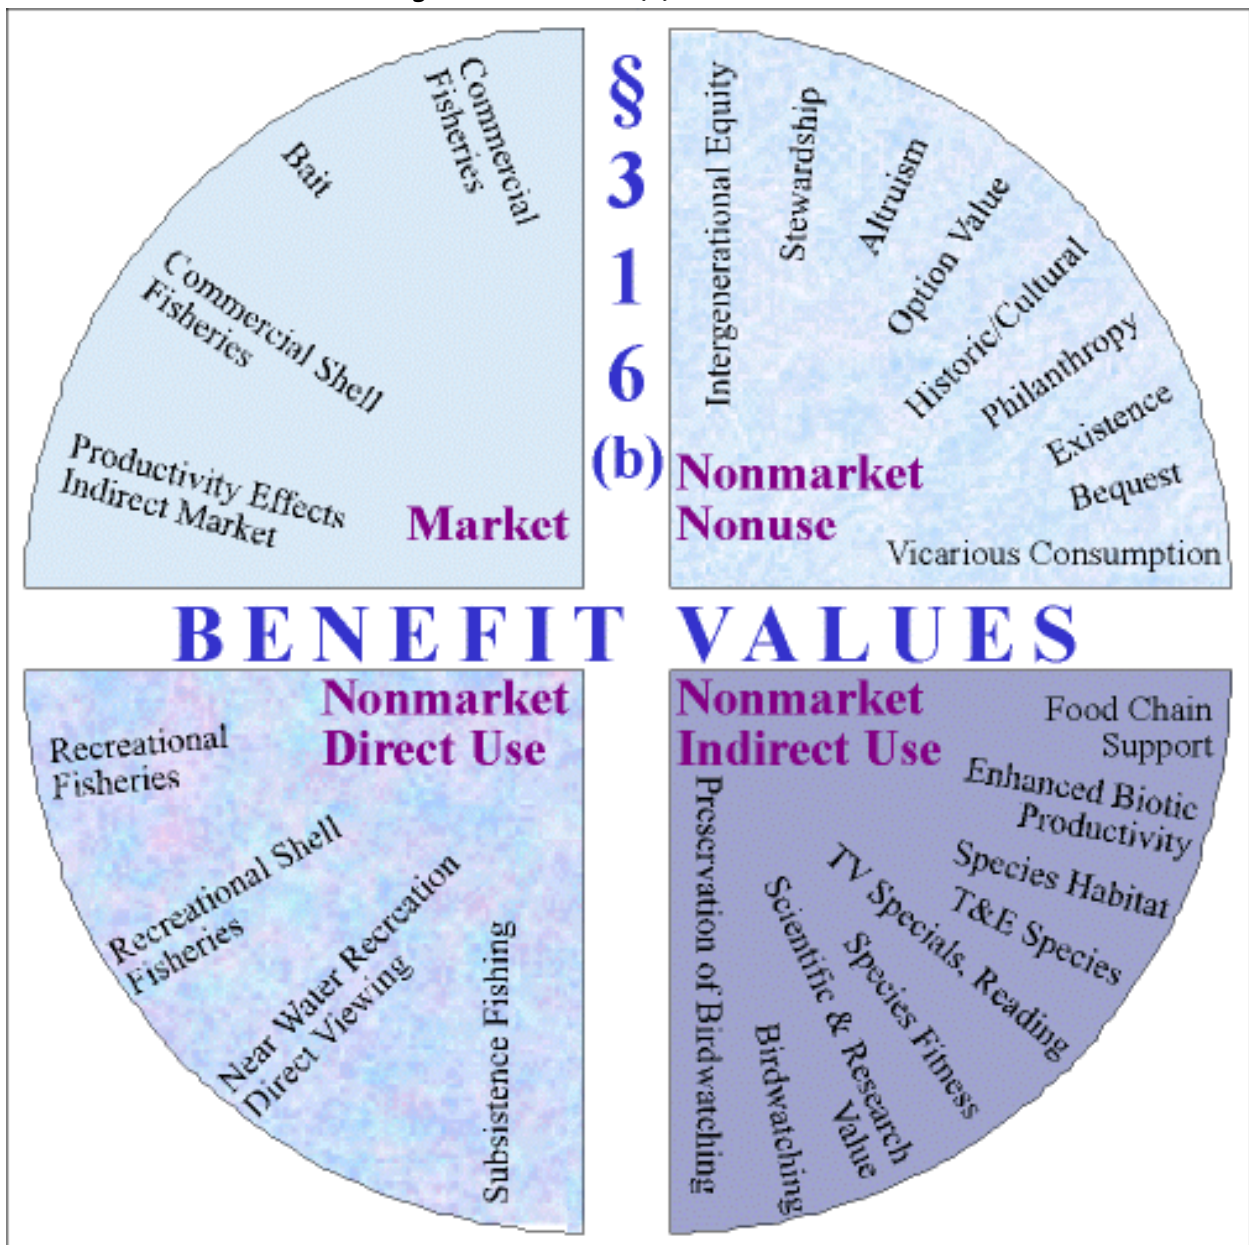 §
3
1
6
(b)
BENEFIT VALUES
Commercial
Fisheries
Bait
Commercial Shell
Fisheries
Productivity Effects
Indirect Market
Market
Intergenerational Equity
Stewardship
Altruism
Option Value
Historic/Cultural
Philanthropy
Existence
Bequest
Vicarious Consumption
Nonmarket
Nonuse
Nonmarket
Direct Use
Recreational
Fisheries
Recreational Shell
Fisheries
Near Water Recreation
Direct Viewing
Subsistence Fishing
Nonmarket
Indirect Use
Food Chain
Support
Enhanced Biotic
Productivity
Species Habitat
T&E Species
TV Specials, Reading
Species Fitness
Scientific & Research
Value
Birdwatching
Preservation of Birdwatching